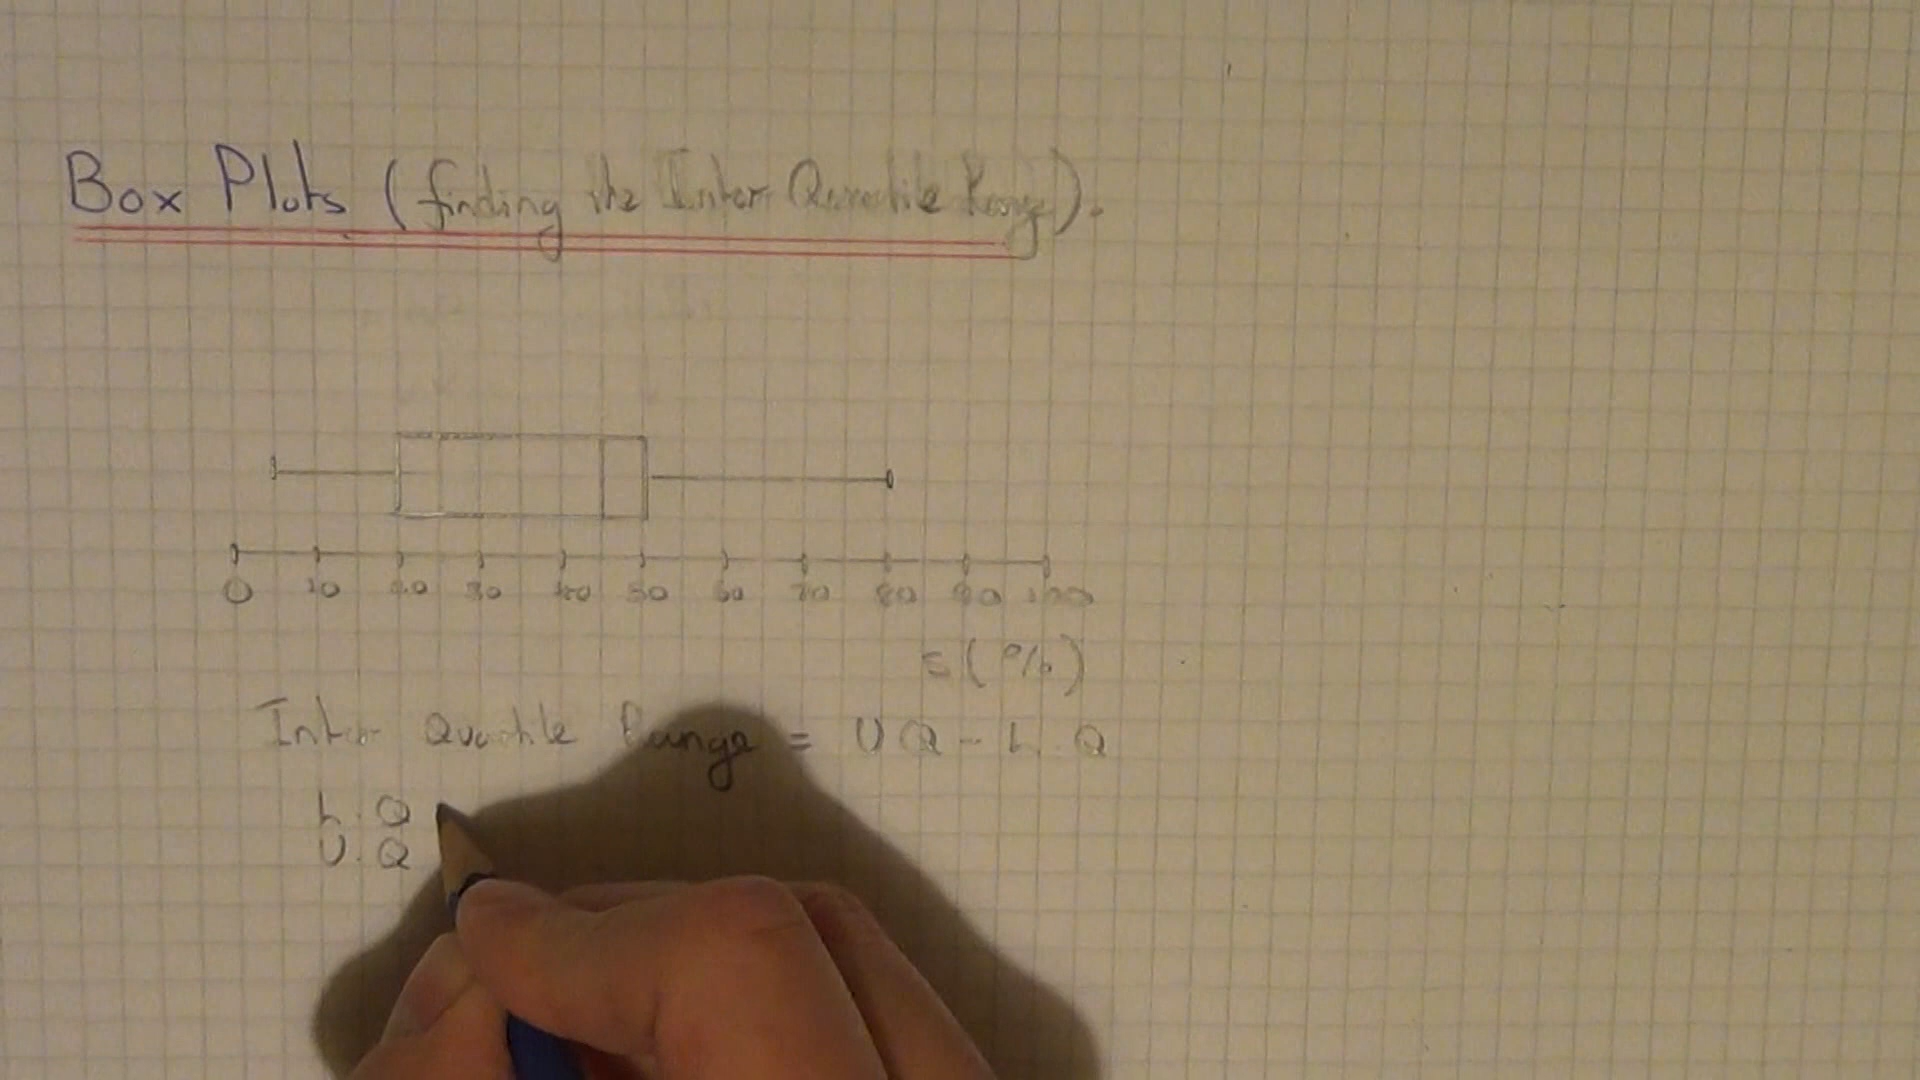 Box Plots (finding the Inter Quartile Range).
0 10 20 30 40 50 60 70 80 90 100
s(%)
Inter Quartile Range = UQ - L.Q
L.Q
U.Q